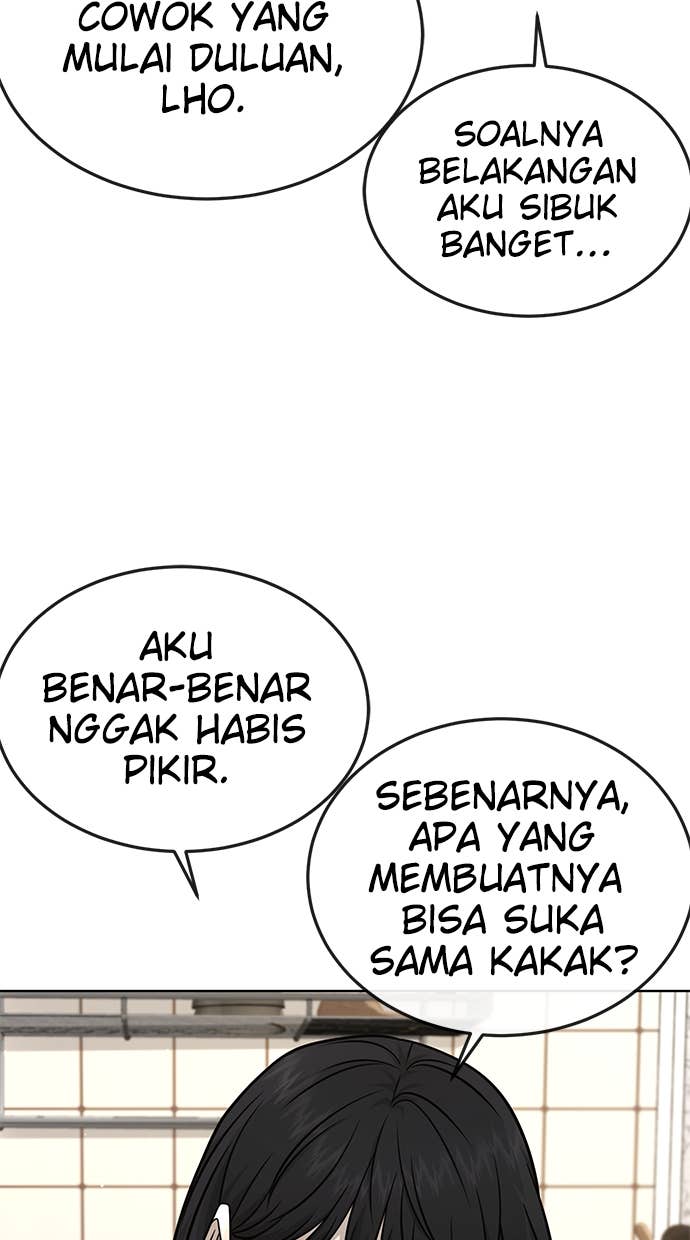 COWOK YANG
MULAI DULUAN,
LHO.
SOALNYA
BELAKANGAN
AKU SIBUK
BANGET...
AKU
BENAR-BENAR
NGGAK HABIS
PIKIR.
SEBENARNYA,
APA YANG
MEMBUATNYA
BISA SUKA
SAMA KAKAK?